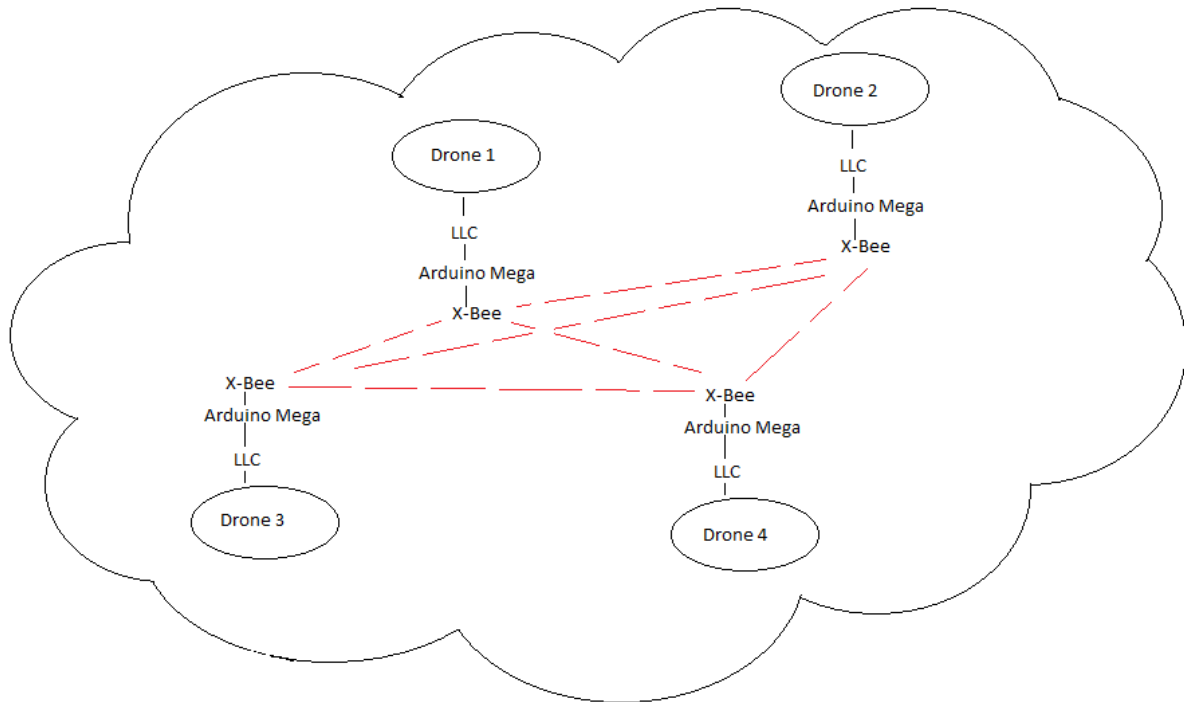 Drone 2
Drone 1
LLC
Arduino Mega
X-Bee
LLC
Arduino Mega
X-Bee
X-Bee
Arduino Mega
LLC
Drone 3
X-Bee
Arduino Mega
LLC
Drone 4